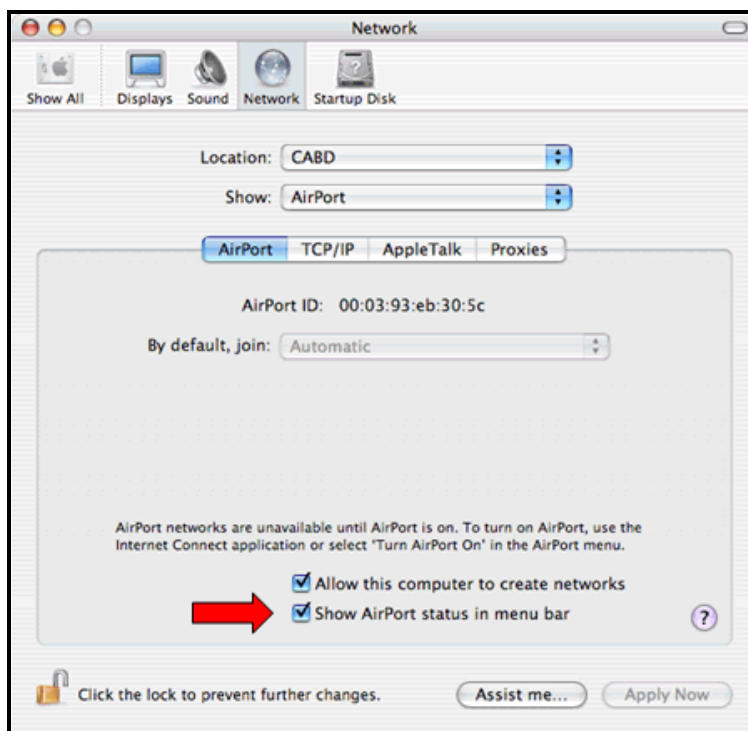 Network
Show All Displays Sound Network Startup Disk
Location: CABD
Show: AirPort
AirPort TCP/IP AppleTalk Proxies
AirPort ID: 00:03:93:eb:30:5c
By default, join: Automatic
AirPort networks are unavailable until AirPort is on. To turn on AirPort, use the
Internet Connect application or select "Turn AirPort On" in the AirPort menu.
Allow this computer to create networks
Show AirPort status in menu bar ?
Click the lock to prevent further changes. Assist me... Apply Now